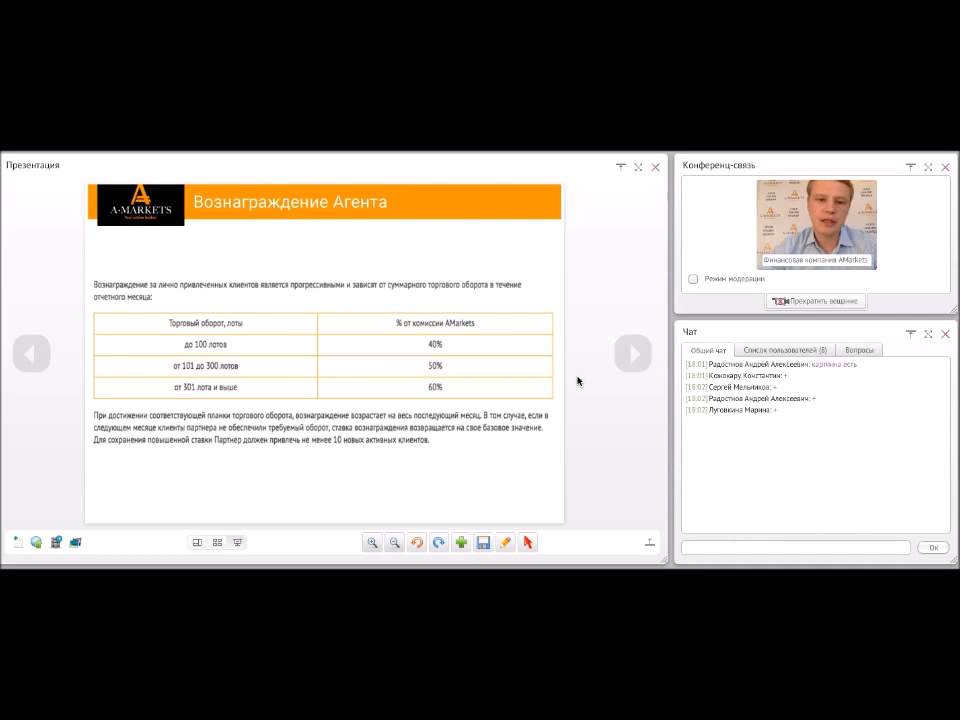 Презентация
A-MARKETS
Вознаграждение Агента
Вознаграждение за лично привлеченных клиентов является прогрессивными и зависят от суммарного торгового оборота в течение
отчетного месяца:
Торговый оборот, лоты
% от комиссии AMarkets
до 100 лотов
40%
от 101 до 300 лотов
50%
от 301 лота и выше
60%
При достижении соответствующей планки торгового оборота, вознаграждение возрастает на весь последующий месяц. В том случае, если в
следующем месяце клиенты партнера не обеспечили требуемый оборот, ставка вознаграждения возвращается на свое базовое значение.
Для сохранения повышенной ставки Партнер должен привлечь не менее 10 новых активных клиентов.
Конференц-связь
Финансовая компания AMarkets
Режим модерации
Прекратить вещание
Чат
Общий чат
Список пользователей (8)
Вопросы
[18:01] Радостнов Андрей Алексеевич: картинка есть
[18:01] Кожокару Константин: +
[18:02] Сергей Мельников: +
[18:02] Радостнов Андрей Алексеевич: +
[18:02] Луговкина Марина: +
Ок